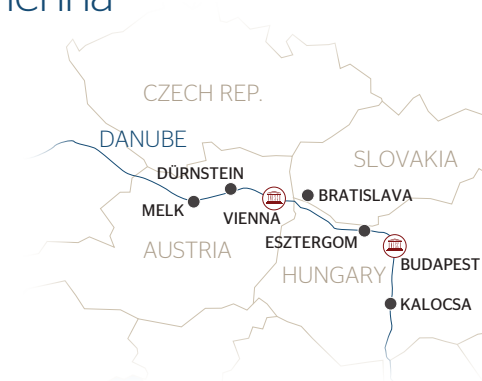 CZECH REP.
DANUBE
SLOVAKIA
DÜRNSTEIN
BRATISLAVA
MELK
VIENNA
ESZTERGOM
AUSTRIA
BUDAPEST
HUNGARY
KALOCSA